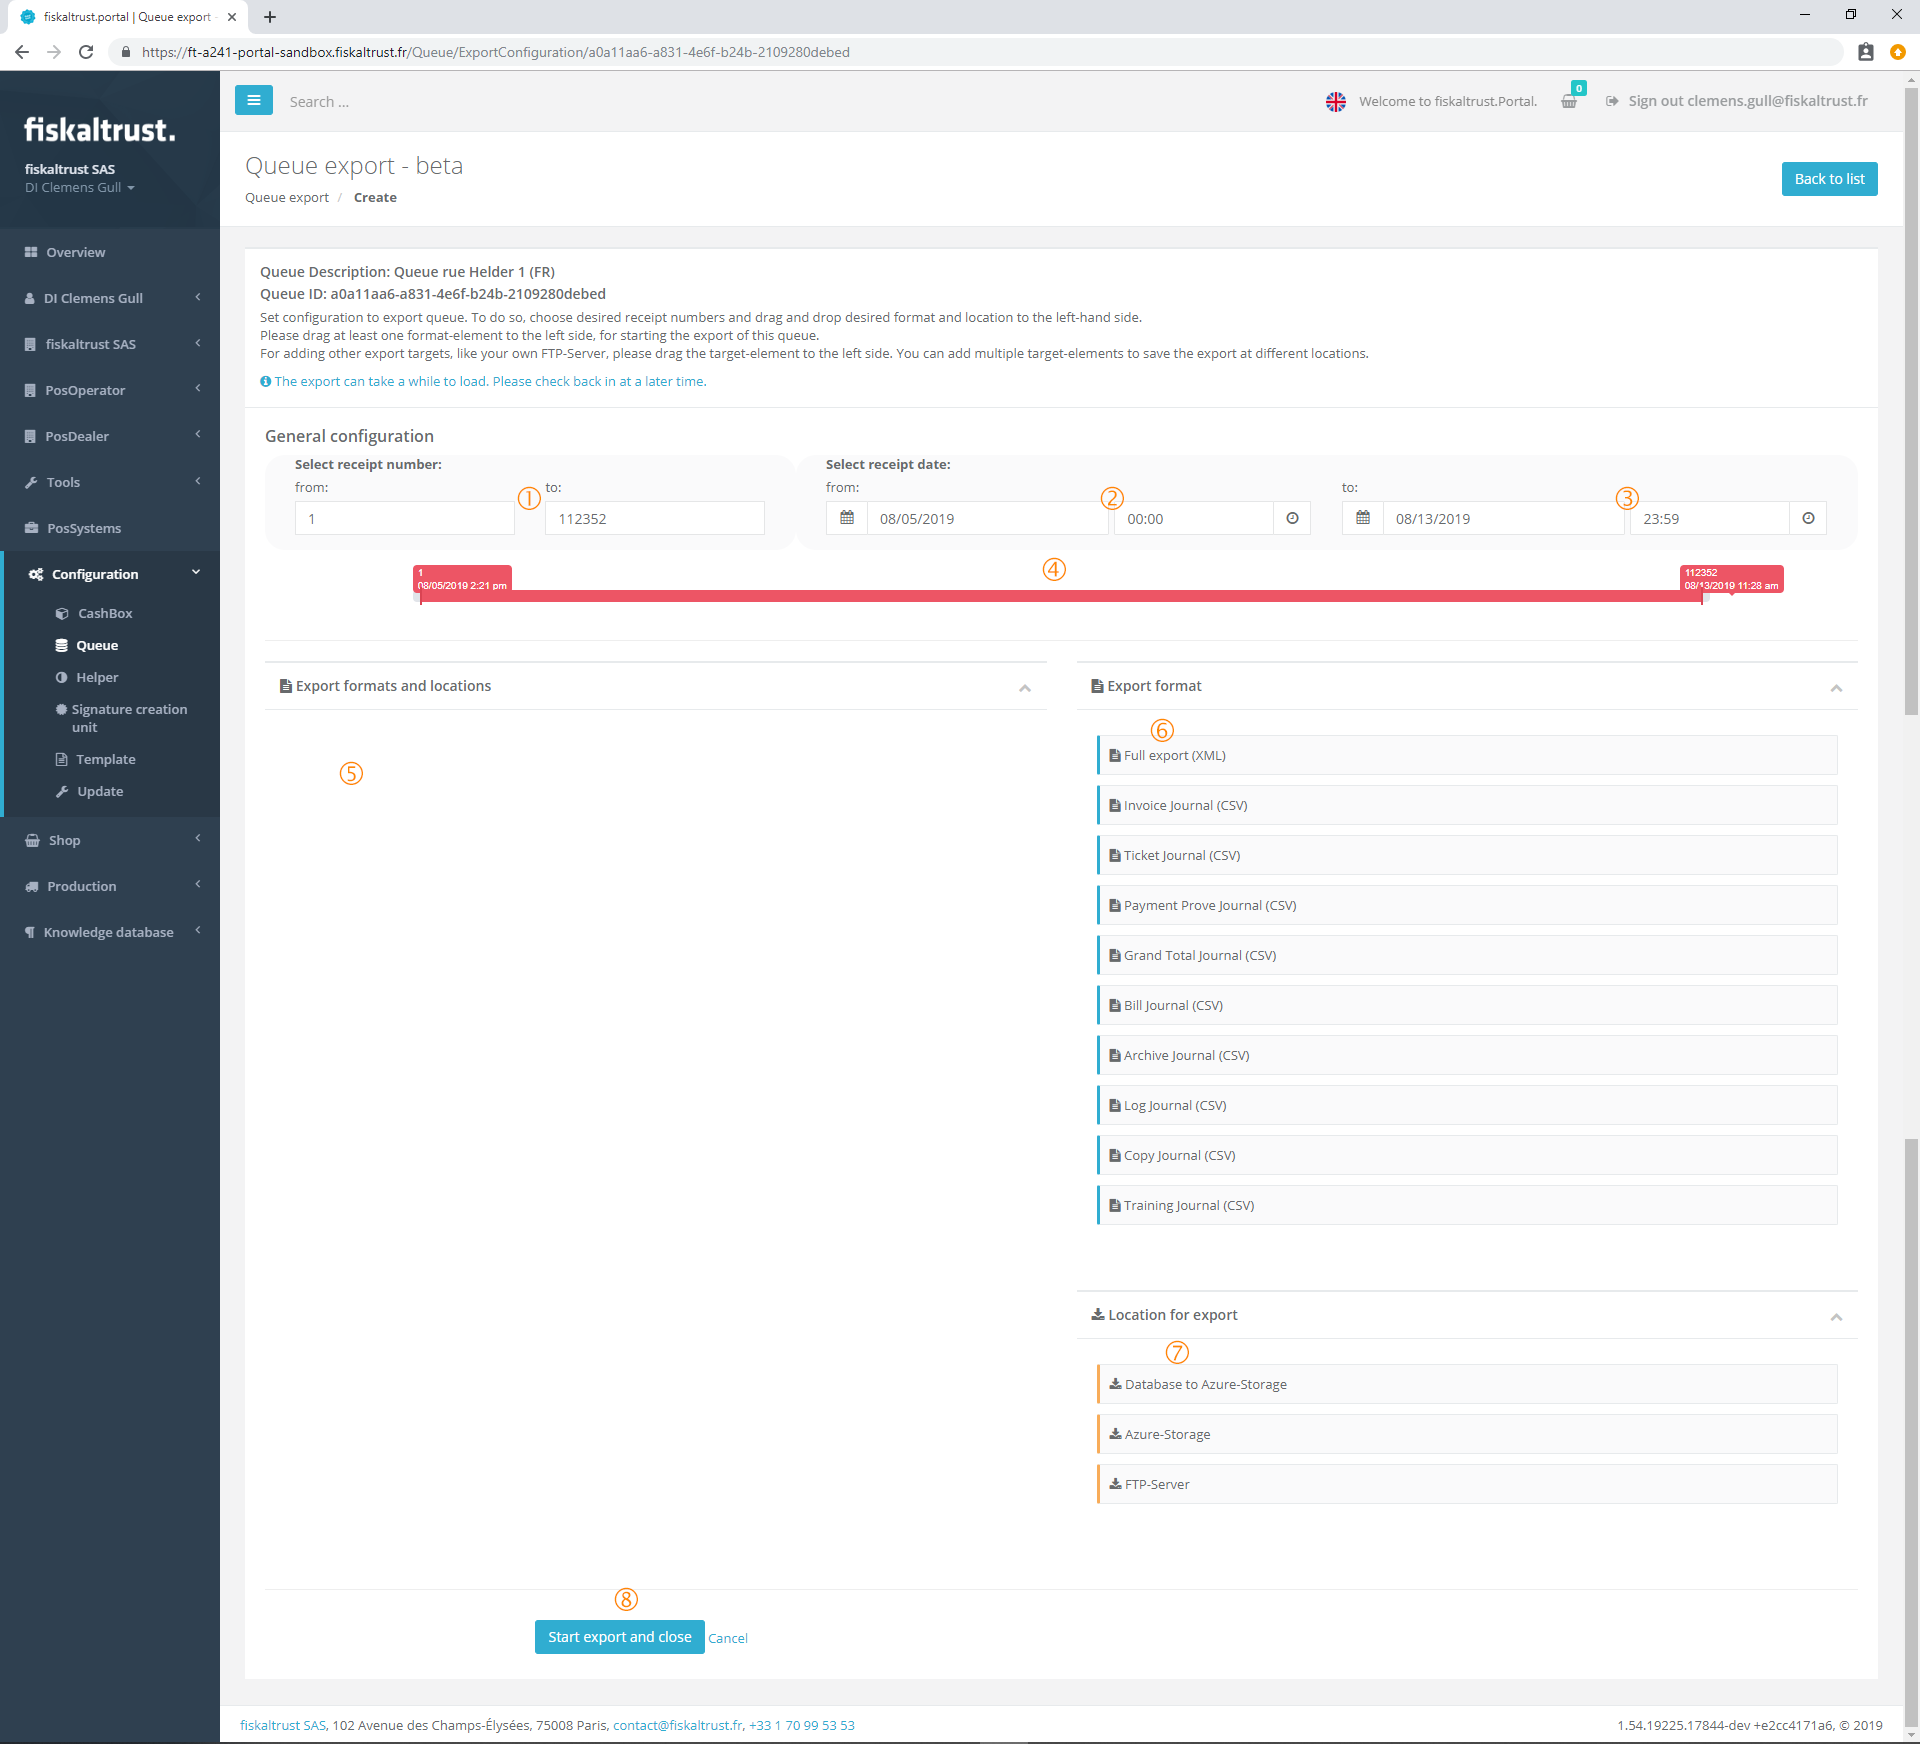 fiskaltrust.portal | Queue export
https://ft-a241-portal-sandbox.fiskaltrust.fr/Queue/ExportConfiguration/a0a11aa6-a831-4e6f-b24b-2109280debed
fiskaltrust.
fiskaltrust SAS
DI Clemens Gull
Overview
DI Clemens Gull
fiskaltrust SAS
PosOperator
PosDealer
Tools
PosSystems
Configuration
CashBox
Queue
Helper
Signature creation
unit
Template
Update
Shop
Production
Knowledge database
Search ...
Welcome to fiskaltrust.Portal.
0
Sign out clemens.gull@fiskaltrust.fr
Queue export - beta
Queue export / Create
Back to list
Queue Description: Queue rue Helder 1 (FR)
Queue ID: a0a11aa6-a831-4e6f-b24b-2109280debed
Set configuration to export queue. To do so, choose desired receipt numbers and drag and drop desired format and location to the left-hand side.
Please drag at least one format-element to the left side, for starting the export of this queue.
For adding other export targets, like your own FTP-Server, please drag the target-element to the left side. You can add multiple target-elements to save the export at different locations.
The export can take a while to load. Please check back in at a later time.
General configuration
Select receipt number:
from:
①
to:
1
112352
Select receipt date:
from:
②
to:
③
08/05/2019
00:00
08/13/2019
23:59
④
1
08/05/2019 2:21 pm
112352
08/13/2019 11:28 am
Export formats and locations
⑤
Export format
⑥
Full export (XML)
Invoice Journal (CSV)
Ticket Journal (CSV)
Payment Prove Journal (CSV)
Grand Total Journal (CSV)
Bill Journal (CSV)
Archive Journal (CSV)
Log Journal (CSV)
Copy Journal (CSV)
Training Journal (CSV)
Location for export
⑦
Database to Azure-Storage
Azure-Storage
FTP-Server
⑧
Start export and close
Cancel
fiskaltrust SAS, 102 Avenue des Champs-Élysées, 75008 Paris, contact@fiskaltrust.fr, +33 1 70 99 53 53
1.54.19225.17844-dev +e2cc4171a6, © 2019